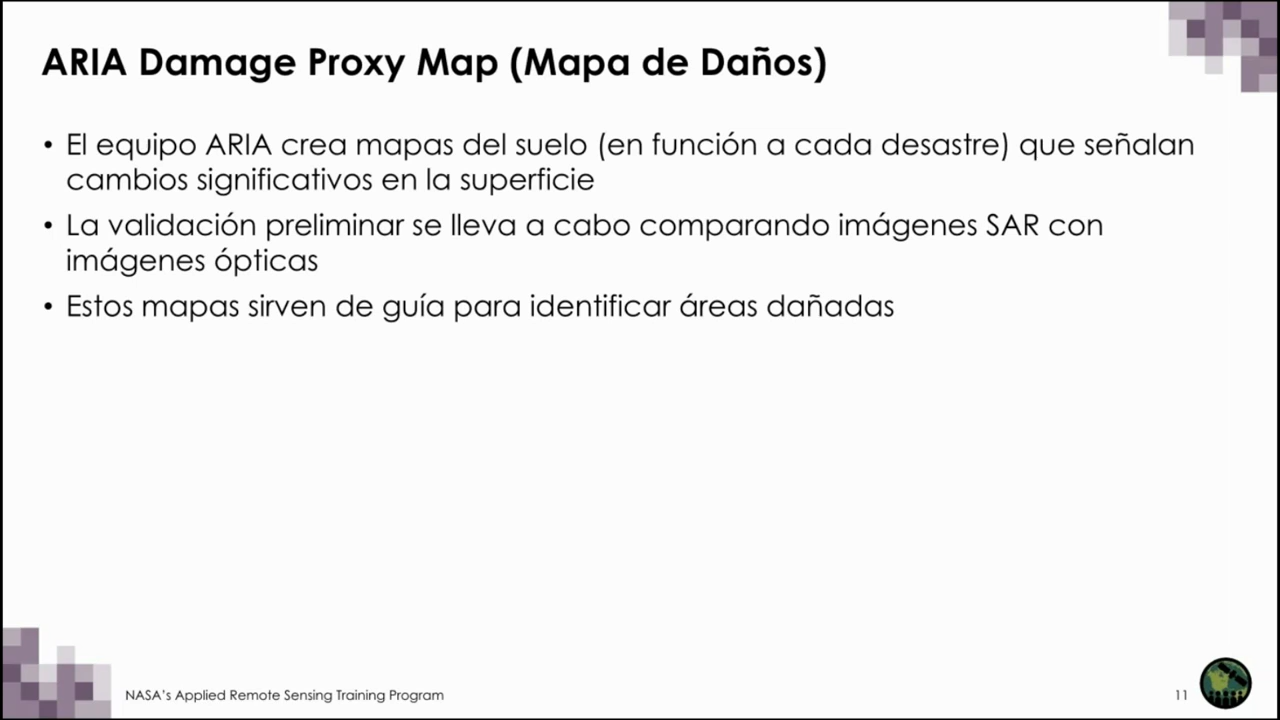 ARIA Damage Proxy Map (Mapa de Daños)
• El equipo ARIA crea mapas del suelo (en función a cada desastre) que señalan
cambios significativos en la superficie
• La validación preliminar se lleva a cabo comparando imágenes SAR con
imágenes ópticas
• Estos mapas sirven de guía para identificar áreas dañadas
NASA's Applied Remote Sensing Training Program
11